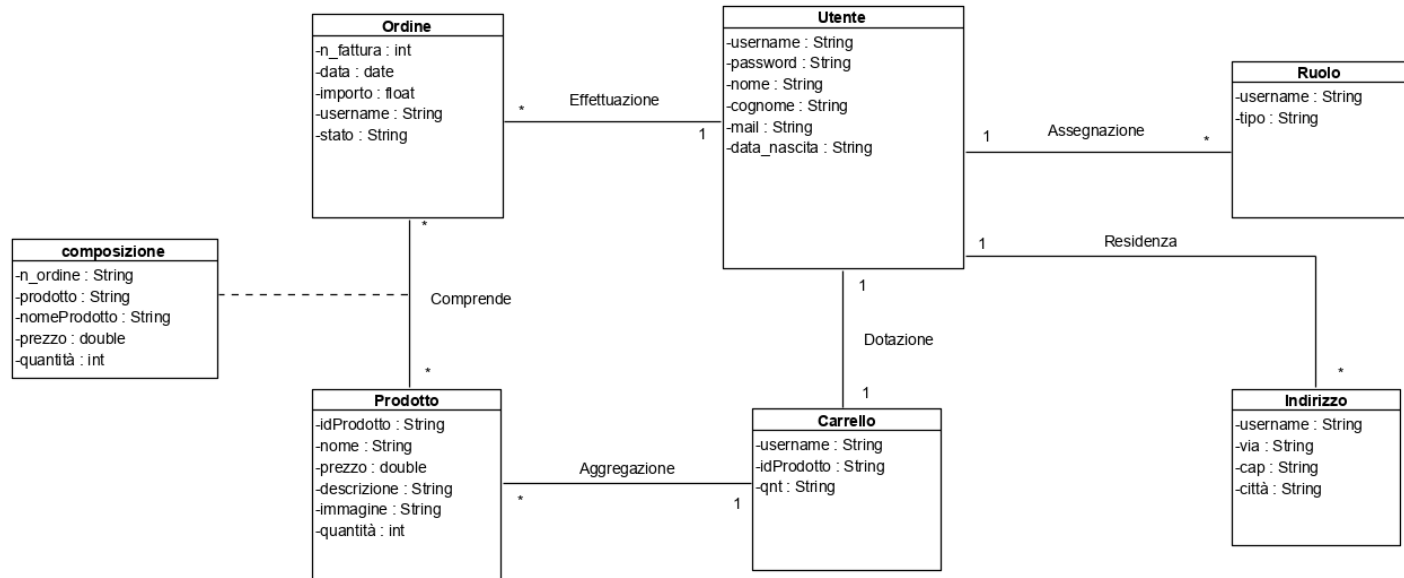 Ordine
-n_fattura : int
-data : date
-importo : float
-username : String
-stato : String
Effettuazione
*
1
Utente
-username : String
-password : String
-nome : String
-cognome : String
-mail : String
-data_nascita : String
1
Assegnazione
*
Ruolo
-username : String
-tipo : String
1
Residenza
*
composizione
-n_ordine : String
-prodotto : String
-nomeProdotto : String
-prezzo : double
-quantità : int
*
Comprende
*
1
Dotazione
1
Prodotto
-idProdotto : String
-nome : String
-prezzo : double
-descrizione : String
-immagine : String
-quantità : int
Aggregazione
*
1
Carrello
-username : String
-idProdotto : String
-qnt : String
Indirizzo
-username : String
-via : String
-cap : String
-città : String